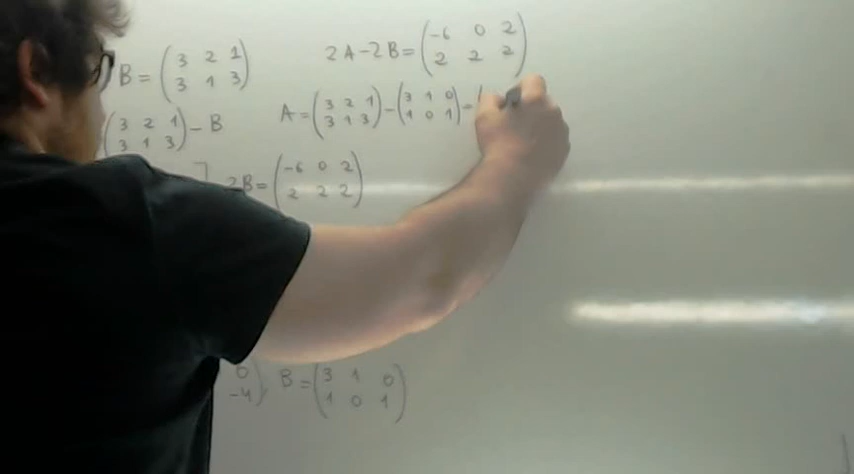 B = (3 2 1 / 3 1 3)
2A-2B = (-6 0 2 / 2 2 2)
(3 2 1 / 3 1 3) - B
A = (3 2 1 / 3 1 3) - (3 1 0 / 1 0 1) =
2B = (-6 0 2 / 2 2 2)
0 / -4), B = (3 1 0 / 1 0 1)